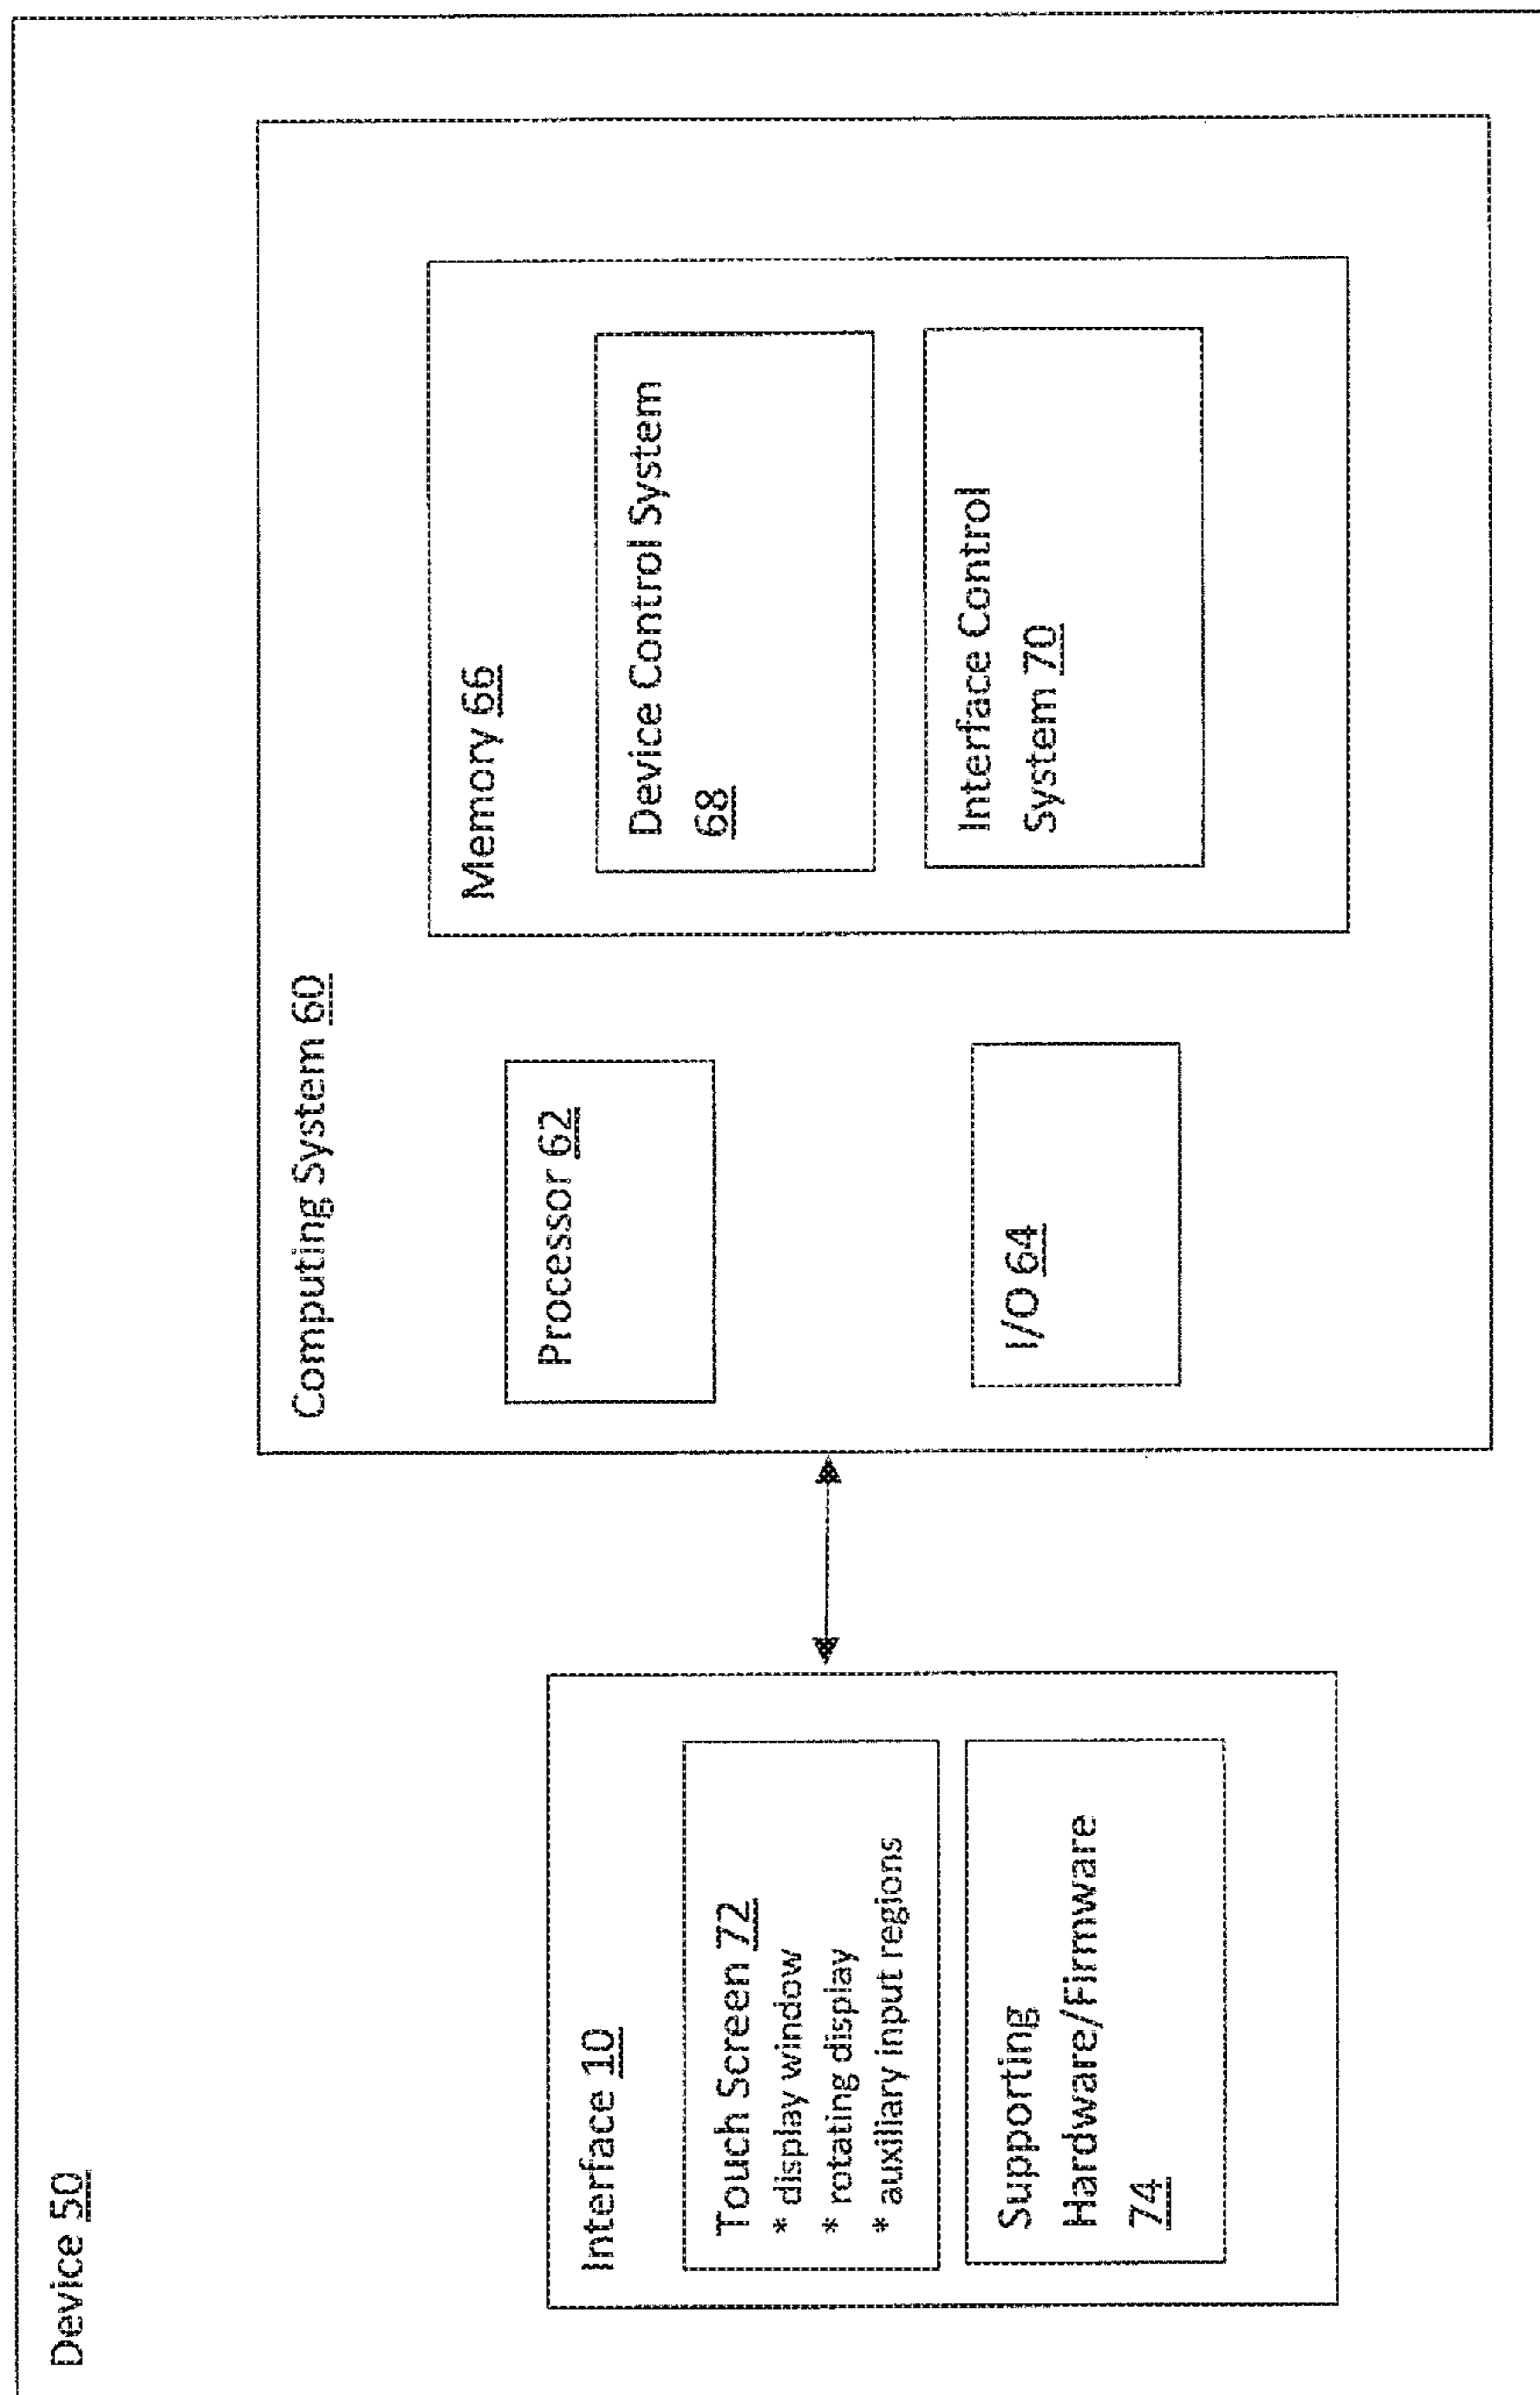 Device 50
Interface 10
Touch Screen 72
* display window
* rotating display
* auxiliary input regions
Supporting
Hardware/Firmware
74
Computing System 60
Processor 62
I/O 64
Memory 66
Device Control System
68
Interface Control
System 70